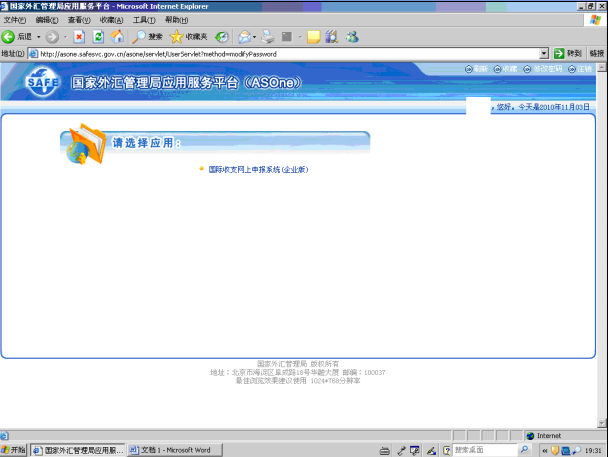 国家外汇管理局应用服务平台 - Microsoft Internet Explorer
文件(F) 编辑(E) 查看(V) 收藏(A) 工具(T) 帮助(H)
后退 搜索 收藏夹
地址(D) http://asone.safesvc.gov.cn/asone/servlet/UserServlet?method=modifyPassword 转到 链接
刷新 收藏 修改密码 注销
SAFE 国家外汇管理局应用服务平台 (ASOne)
，您好。今天是2010年11月03日
请选择应用：
国际收支网上申报系统(企业版)
国家外汇管理局 版权所有
地址：北京市海淀区阜成路18号华融大厦 邮编：100037
最佳浏览效果建议使用 1024*768分辨率
Internet
开始 国家外汇管理局应用服... 文档 1 - Microsoft Word 搜索桌面 19:31